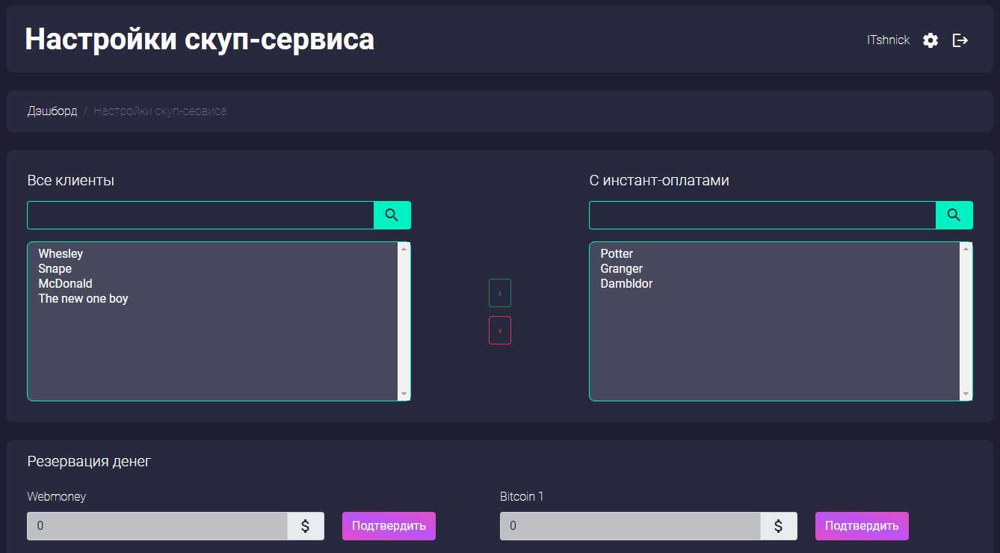 Настройки скуп-сервиса
ITshnick
Дэшборд / Настройки скуп-сервиса
Все клиенты
Whesley
Snape
McDonald
The new one boy
›
‹
С инстант-оплатами
Potter
Granger
Dambldor
Резервация денег
Webmoney
0 $ Подтвердить
Bitcoin 1
0 $ Подтвердить